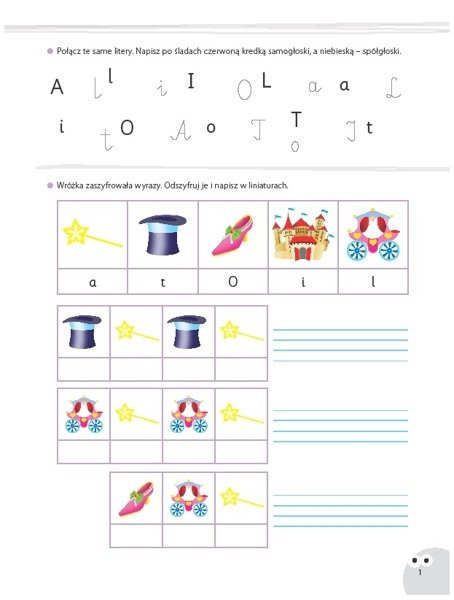 Połącz te same litery. Napisz po śladach czerwoną kredką samogłoski, a niebieską – spółgłoski.
A l l i I O L a a L
i t O A o T T o I t
Wróżka zaszyfrowała wyrazy. Odszyfruj je i napisz w liniaturach.
a t O i l
1